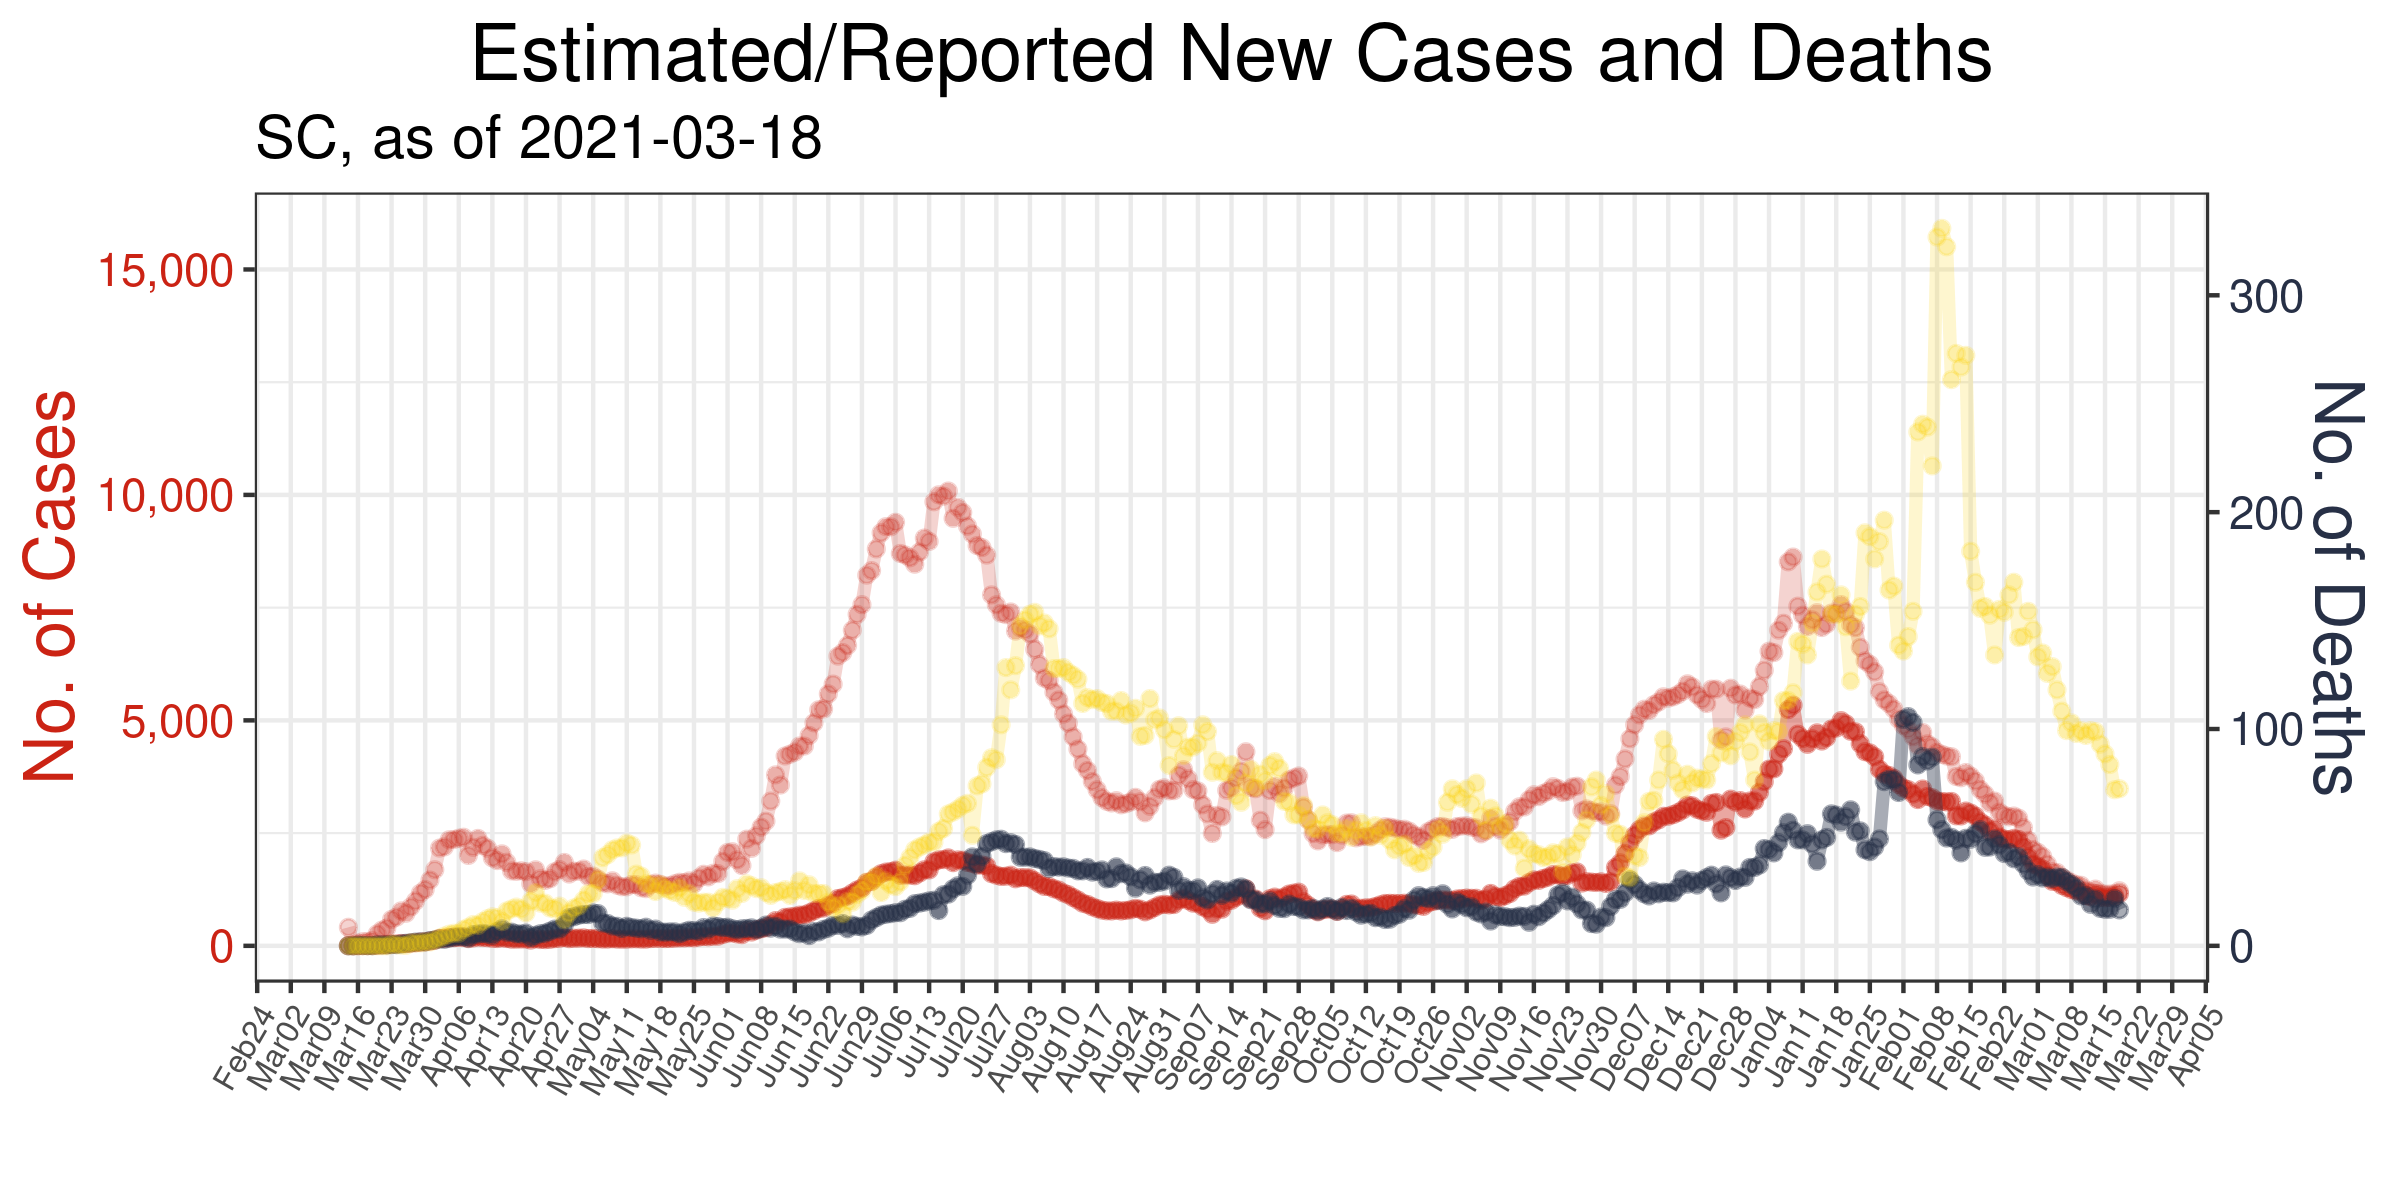 Estimated/Reported New Cases and Deaths
SC, as of 2021-03-18
No. of Cases
15,000
10,000
5,000
0
300
200
100
0
No. of Deaths
Feb24
Mar02
Mar09
Mar16
Mar23
Mar30
Apr06
Apr13
Apr20
Apr27
May04
May11
May18
May25
Jun01
Jun08
Jun15
Jun22
Jun29
Jul06
Jul13
Jul20
Jul27
Aug03
Aug10
Aug17
Aug24
Aug31
Sep07
Sep14
Sep21
Sep28
Oct05
Oct12
Oct19
Oct26
Nov02
Nov09
Nov16
Nov23
Nov30
Dec07
Dec14
Dec21
Dec28
Dec04
Jan11
Jan18
Jan25
Feb01
Feb08
Feb15
Feb22
Mar01
Mar08
Mar15
Mar22
Mar29
Apr05